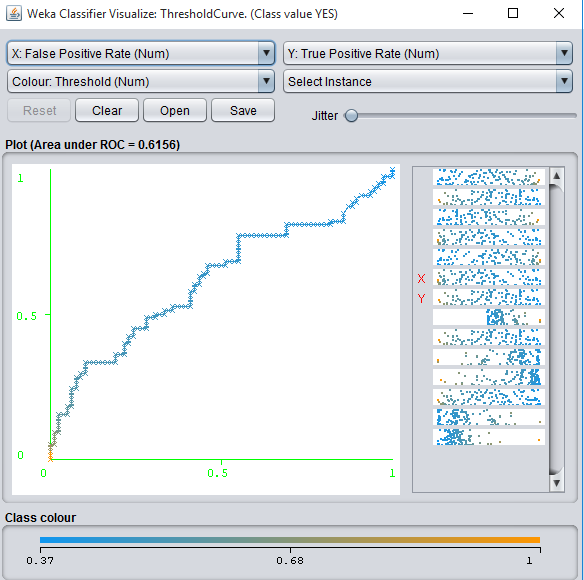 Weka Classifier Visualize: ThresholdCurve. (Class value YES)
X: False Positive Rate (Num) Y: True Positive Rate (Num)
Colour: Threshold (Num) Select Instance
Reset Clear Open Save Jitter
Plot (Area under ROC = 0.6156)
1
X
Y
0.5
0
0 0.5 1
Class colour
0.37 0.68 1